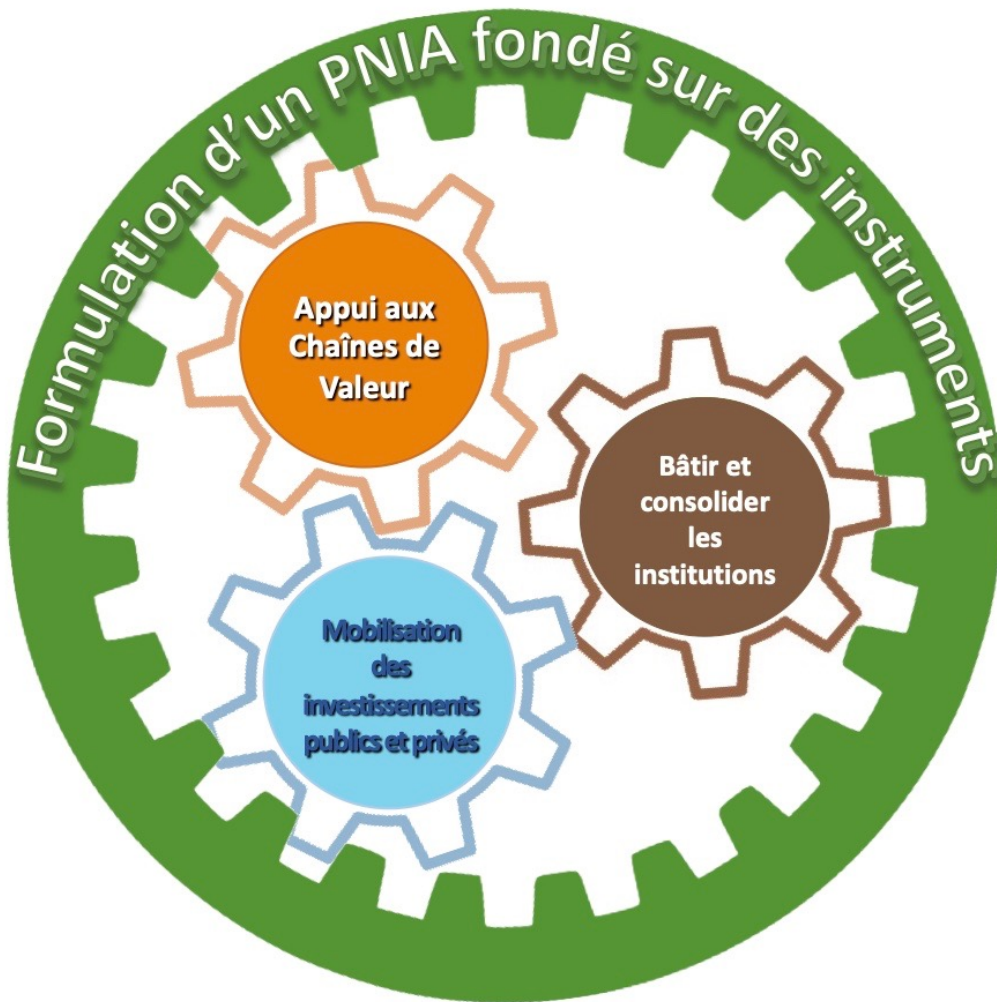 Formulation d'un PNIA fondé sur des instruments
Appui aux
Chaînes de
Valeur
Bâtir et
consolider
les
institutions
Mobilisation
des
investissements
publics et privés